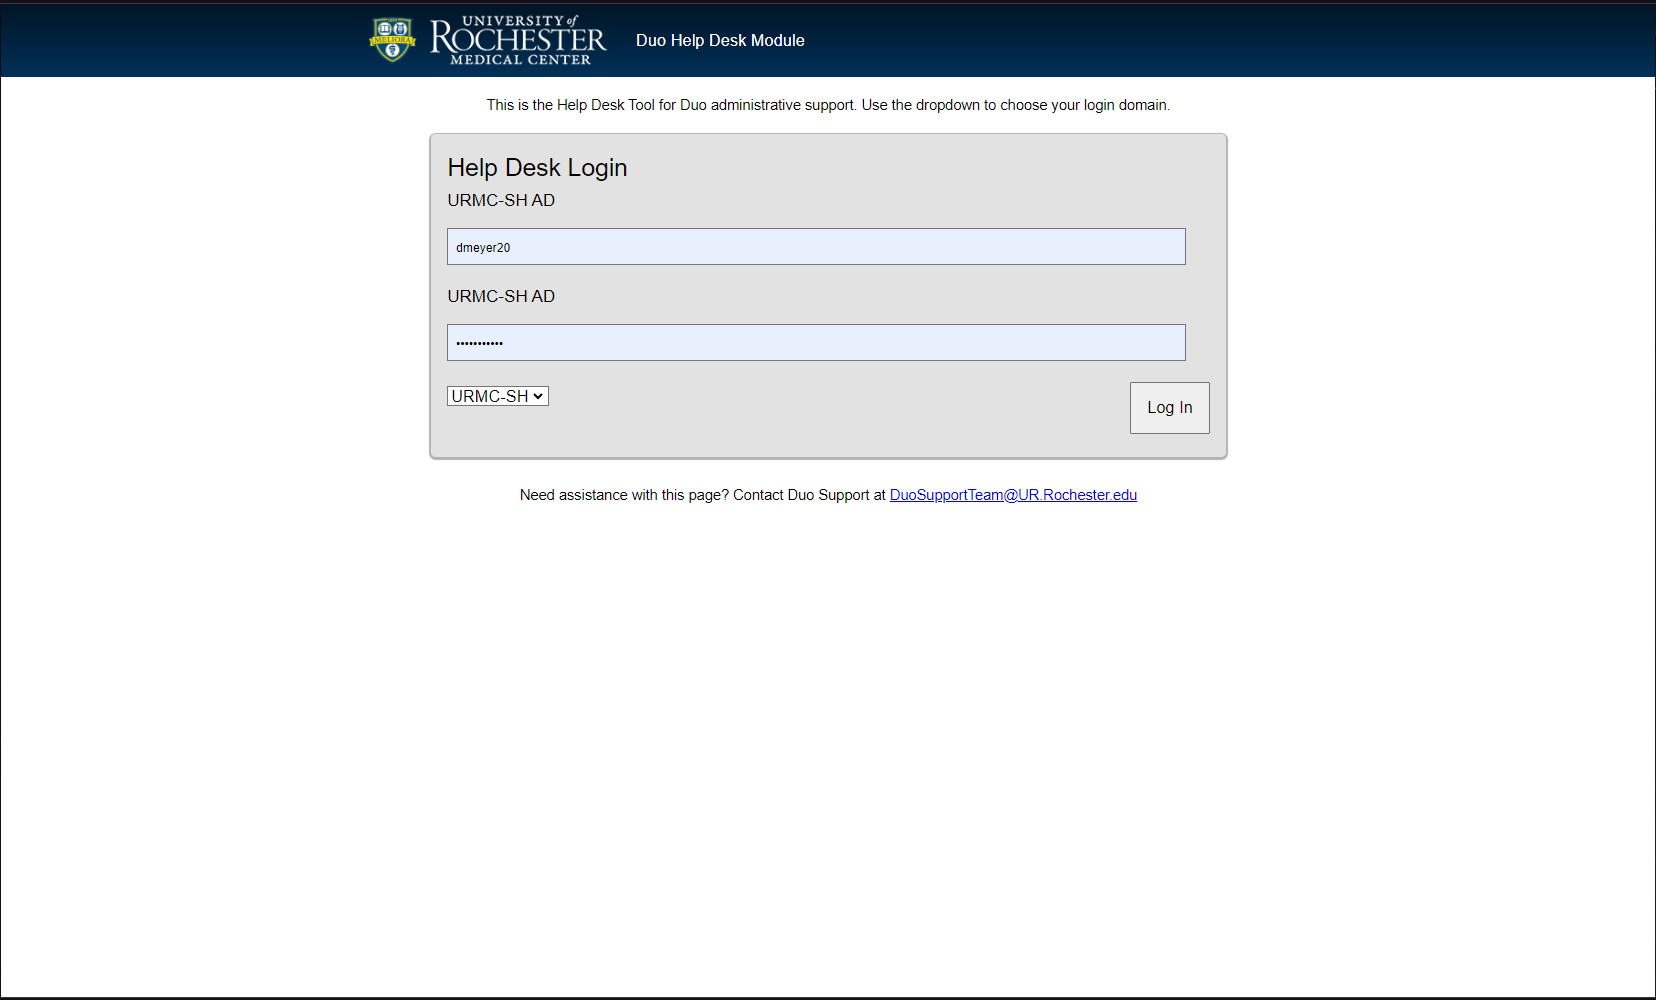 MELIORA
UNIVERSITY of
ROCHESTER
MEDICAL CENTER
Duo Help Desk Module
This is the Help Desk Tool for Duo administrative support. Use the dropdown to choose your login domain.
Help Desk Login
URMC-SH AD
dmeyer20
URMC-SH AD
•••••••••••
URMC-SH
Log In
Need assistance with this page? Contact Duo Support at DuoSupportTeam@UR.Rochester.edu